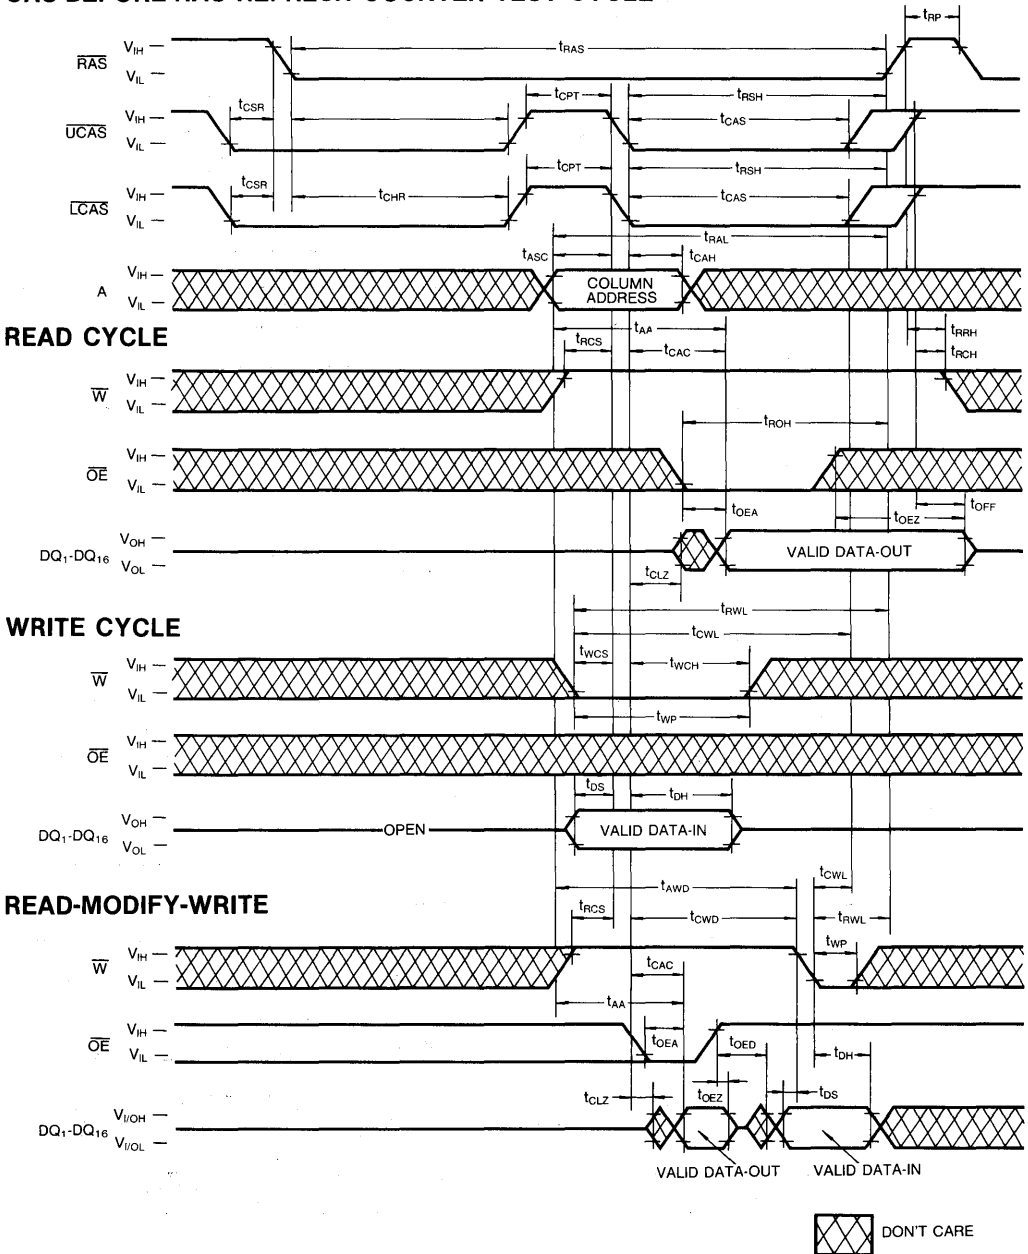 CAS-BEFORE-RAS REFRESH COUNTER TEST CYCLE
tRP
VIH
RAS
VIL
tRAS
tCSR
tCPT
tRSH
VIH
UCAS
VIL
tCAS
tCSR
tCPT
tRSH
VIH
LCAS
VIL
tCHR
tCAS
tRAL
tASC
tCAH
VIH
A
VIL
COLUMN
ADDRESS
READ CYCLE
tAA
tRRH
tRCS
tCAC
tRCH
VIH
W
VIL
tROH
VIH
OE
VIL
tOEA
tOEZ
tOFF
VOH
DQ1-DQ16
VOL
VALID DATA-OUT
tCLZ
tRWL
WRITE CYCLE
tCWL
tWCS
tWCH
VIH
W
VIL
tWP
VIH
OE
VIL
tDS
tDH
VOH
DQ1-DQ16
VOL
OPEN
VALID DATA-IN
READ-MODIFY-WRITE
tAWD
tCWL
tRCS
tCWD
tRWL
VIH
W
VIL
tWP
tCAC
tAA
VIH
OE
VIL
tOEA
tOED
tDH
tCLZ
tOEZ
tDS
VI/OH
DQ1-DQ16
VI/OL
VALID DATA-OUT
VALID DATA-IN
DON'T CARE